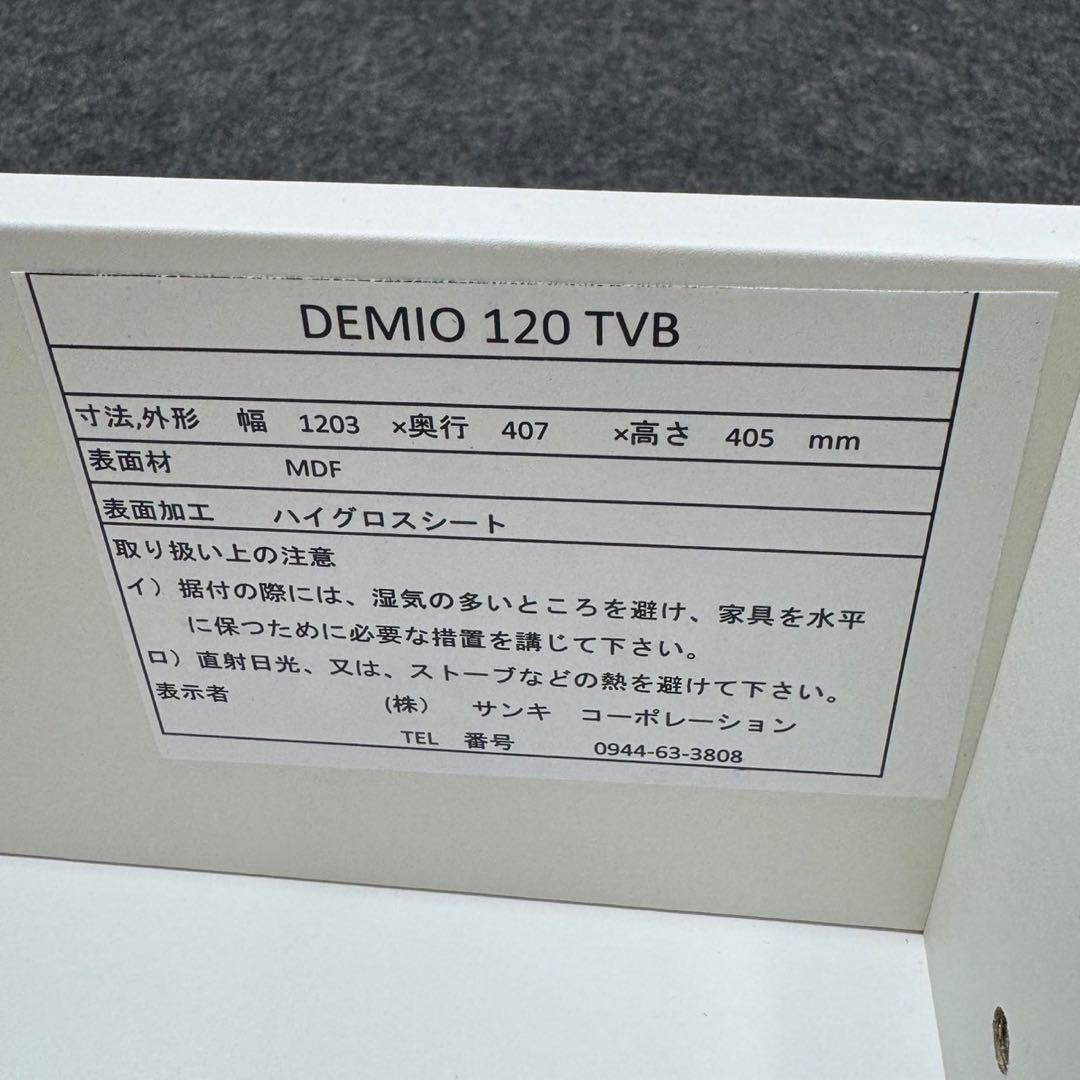 DEMIO 120 TVB
寸法,外形 幅 1203 ×奥行 407 ×高さ 405 mm
表面材 MDF
表面加工 ハイグロスシート
取り扱い上の注意
イ）据付の際には、湿気の多いところを避け、家具を水平
に保つために必要な措置を講じて下さい。
ロ）直射日光、又は、ストーブなどの熱を避けて下さい。
表示者 (株） サンキ コーポレーション
TEL 番号 0944-63-3808